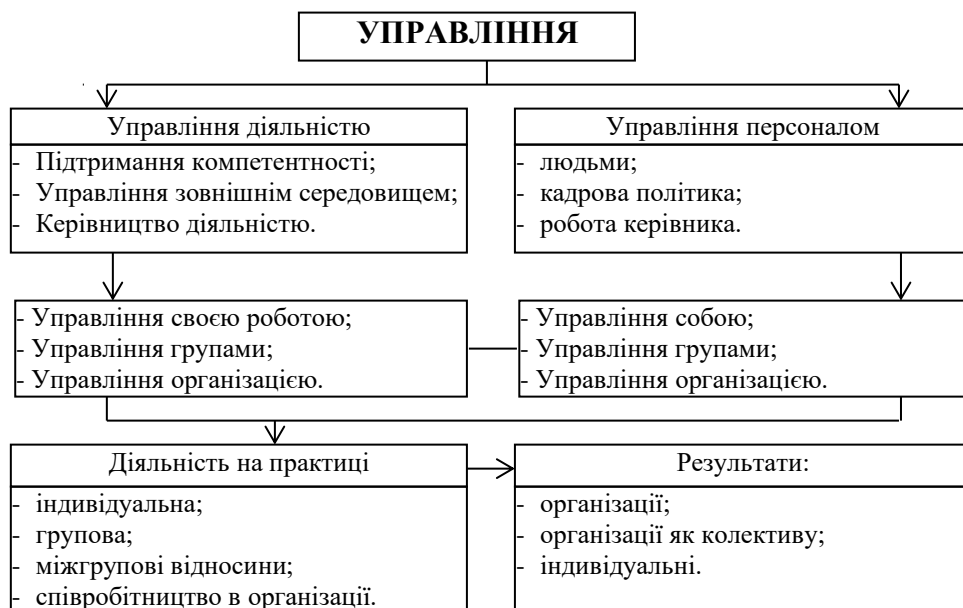 УПРАВЛІННЯ
Управління діяльністю
- Підтримання компетентності;
- Управління зовнішнім середовищем;
- Керівництво діяльністю.
Управління персоналом
- людьми;
- кадрова політика;
- робота керівника.
- Управління своєю роботою;
- Управління групами;
- Управління організацією.
- Управління собою;
- Управління групами;
- Управління організацією.
Діяльність на практиці
- індивідуальна;
- групова;
- міжгрупові відносини;
- співробітництво в організації.
Результати:
- організації;
- організації як колективу;
- індивідуальні.